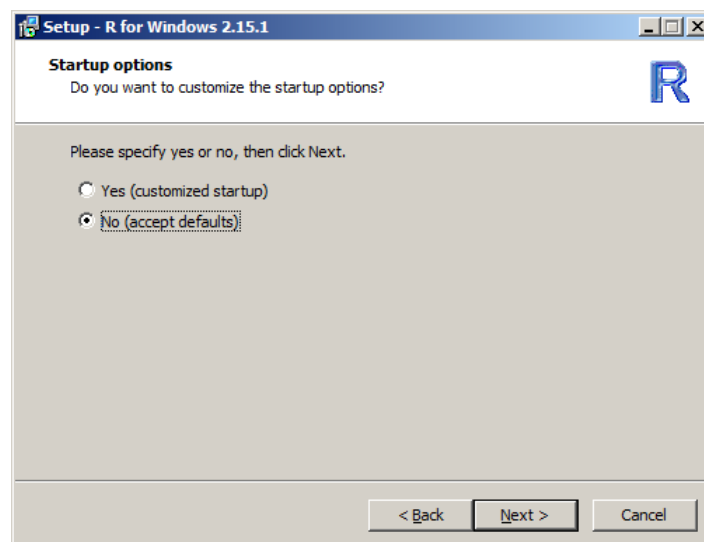 Setup - R for Windows 2.15.1
Startup options
Do you want to customize the startup options?
R
Please specify yes or no, then click Next.
Yes (customized startup)
No (accept defaults)
< Back
Next >
Cancel